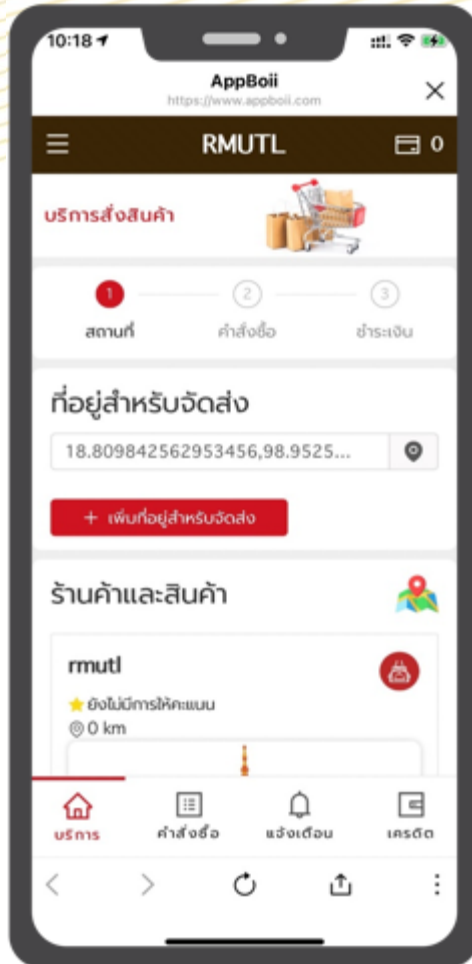 10:18
AppBoii
https://www.appboii.com
RMUTL
0
บริการสั่งสินค้า
1
2
3
สถานที่
คำสั่งซื้อ
ชำระเงิน
ที่อยู่สำหรับจัดส่ง
18.809842562953456,98.9525...
+ เพิ่มที่อยู่สำหรับจัดส่ง
ร้านค้าและสินค้า
rmutl
ยังไม่มีการให้คะแนน
0 km
บริการ
คำสั่งซื้อ
แจ้งเตือน
เครดิต